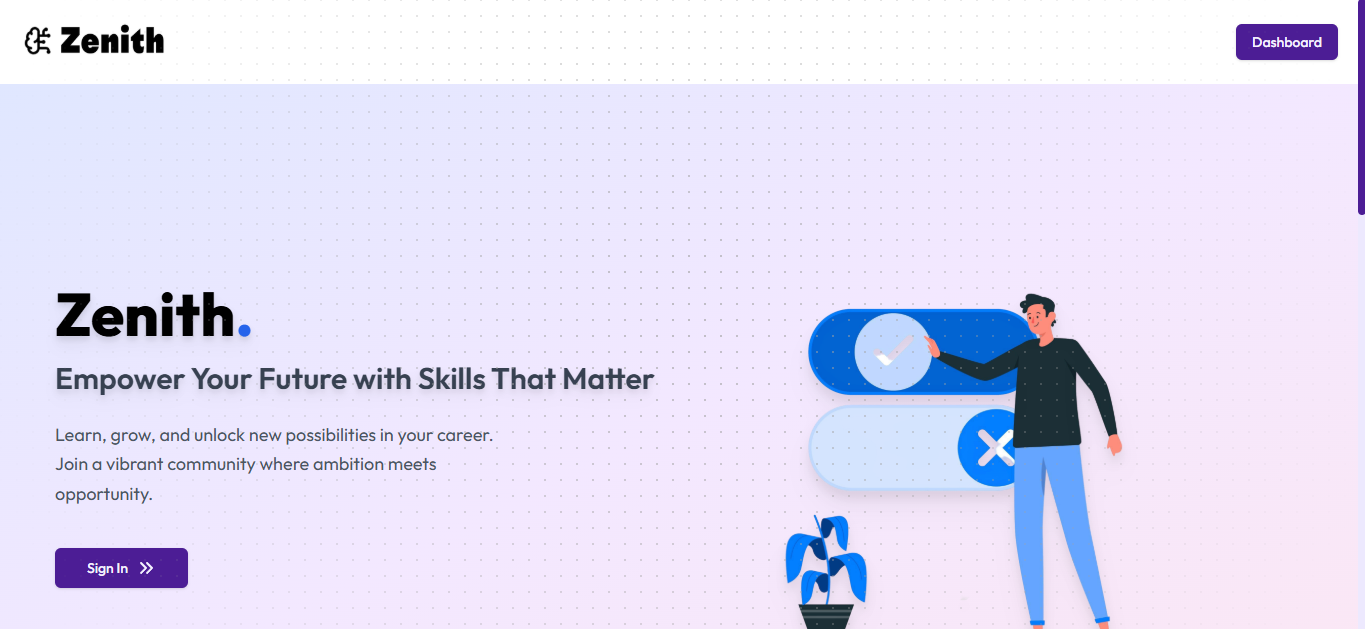 Zenith
Dashboard
Zenith.
Empower Your Future with Skills That Matter
Learn, grow, and unlock new possibilities in your career.
Join a vibrant community where ambition meets
opportunity.
Sign In